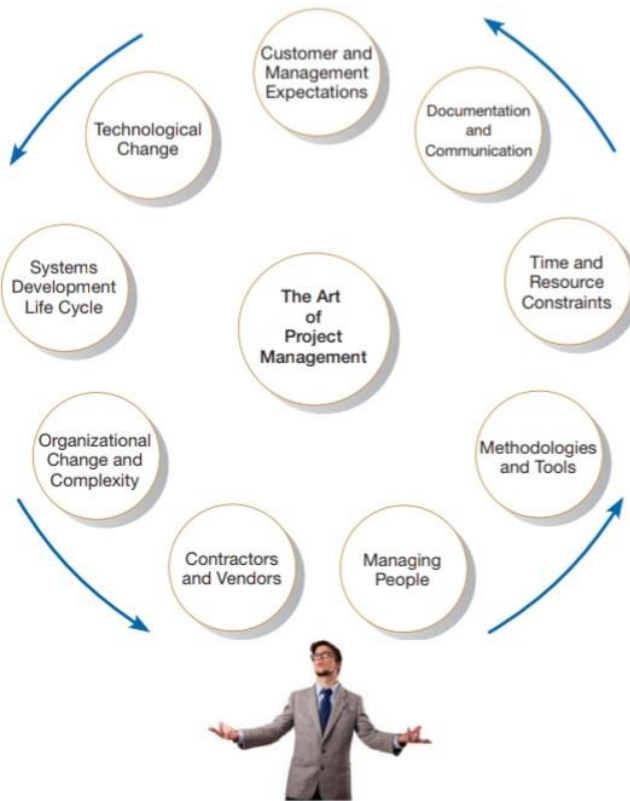 Customer and
Management
Expectations
Documentation
and
Communication
Technological
Change
Time and
Resource
Constraints
Systems
Development
Life Cycle
The Art
of
Project
Management
Organizational
Change and
Complexity
Methodologies
and Tools
Contractors
and Vendors
Managing
People